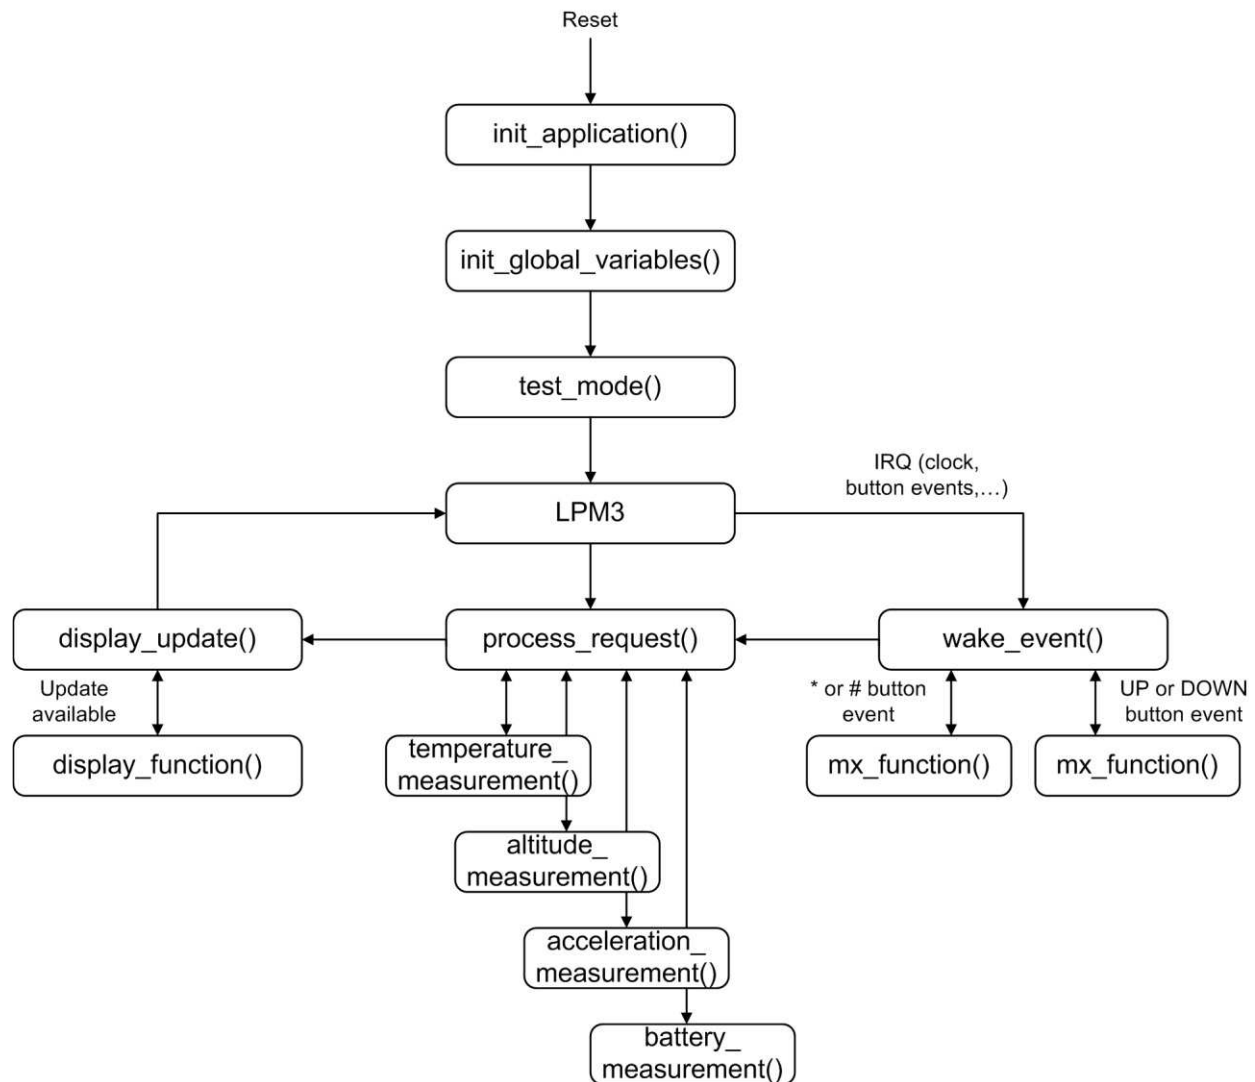 Reset
init_application()
init_global_variables()
test_mode()
IRQ (clock,
button events,…)
LPM3
display_update()
process_request()
wake_event()
Update
available
* or # button
event
UP or DOWN
button event
display_function()
temperature_
measurement()
mx_function()
mx_function()
altitude_
measurement()
acceleration_
measurement()
battery_
measurement()